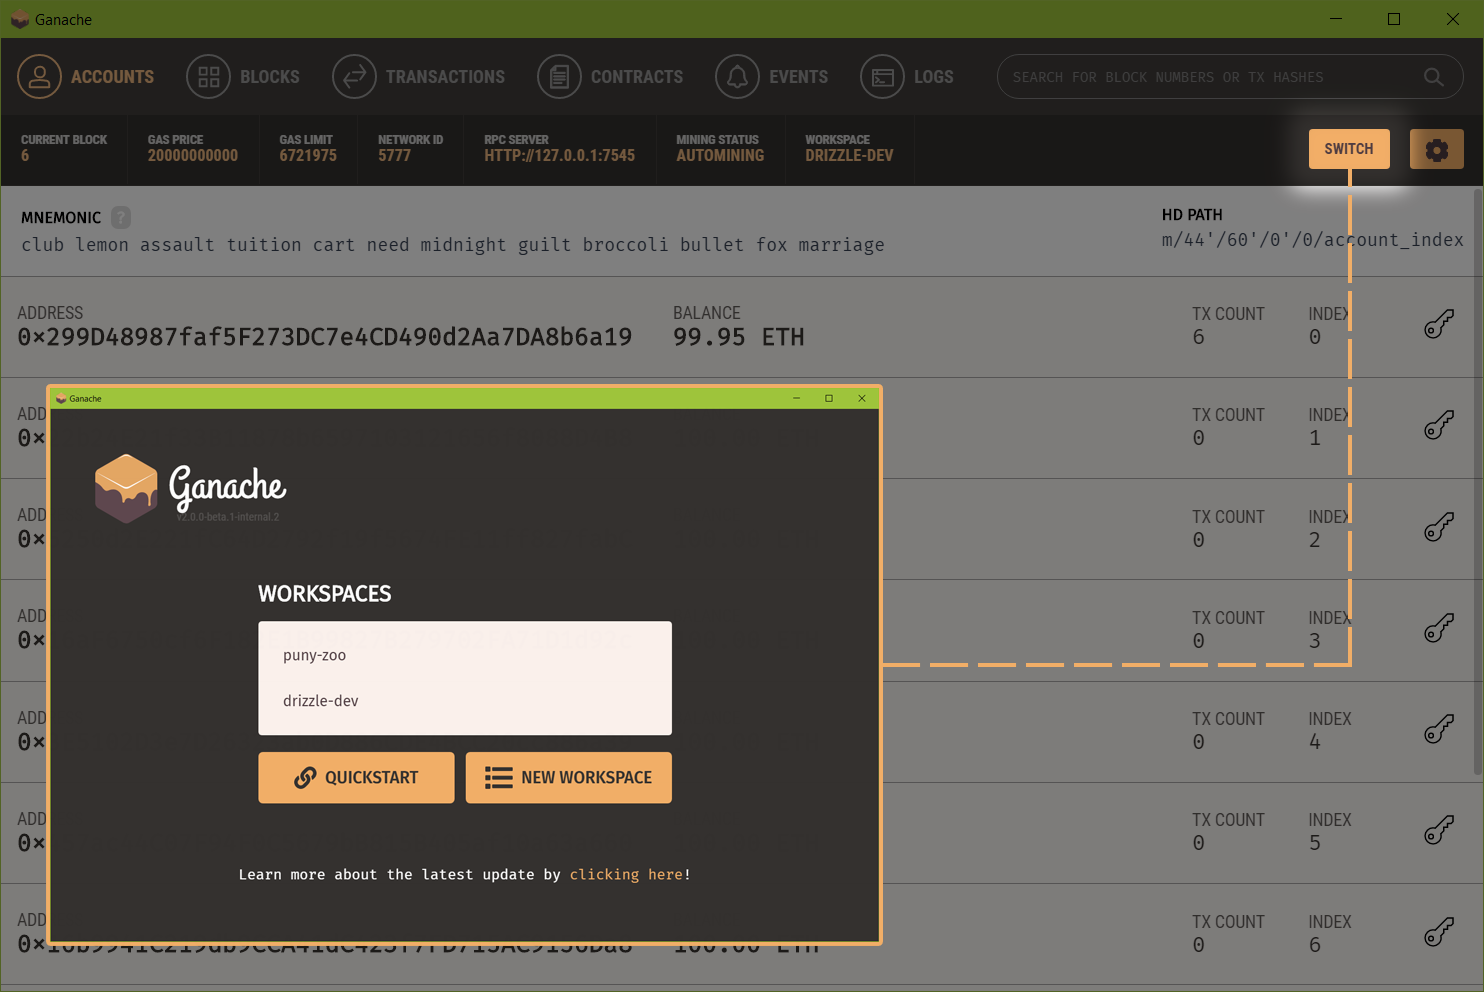 Ganache
ACCOUNTS BLOCKS TRANSACTIONS CONTRACTS EVENTS LOGS SEARCH FOR BLOCK NUMBERS OR TX HASHES
CURRENT BLOCK GAS PRICE GAS LIMIT NETWORK ID RPC SERVER MINING STATUS WORKSPACE
6 20000000000 6721975 5777 HTTP://127.0.0.1:7545 AUTOMINING DRIZZLE-DEV
SWITCH
MNEMONIC ? HD PATH
club lemon assault tuition cart need midnight guilt broccoli bullet fox marriage m/44'/60'/0'/0/account_index
ADDRESS BALANCE TX COUNT INDEX
0×299D48987faf5F273DC7e4CD490d2Aa7DA8b6a19 99.95 ETH 6 0
ADD TX COUNT INDEX
0× 0 1
ADD TX COUNT INDEX
0× 0 2
ADD TX COUNT INDEX
0× 0 3
ADD TX COUNT INDEX
0× 0 4
ADD TX COUNT INDEX
0× 0 5
ADD TX COUNT INDEX
100.00 ETH 0 6
Ganache
Ganache
v2.0.0-beta.1-internal.2
WORKSPACES
puny-zoo
drizzle-dev
QUICKSTART NEW WORKSPACE
Learn more about the latest update by clicking here!